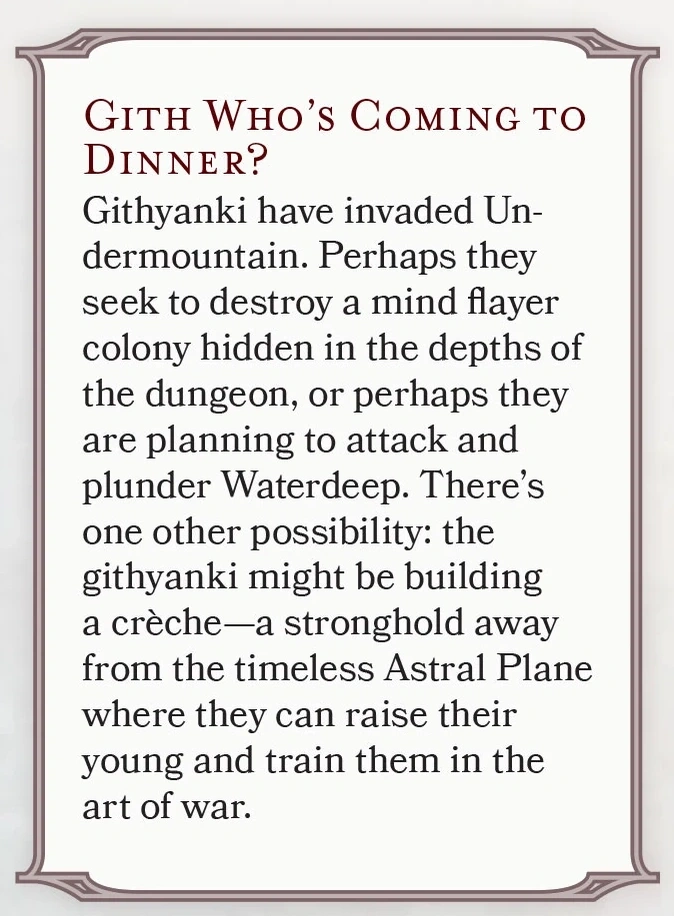 Gith Who’s Coming to
Dinner?
Githyanki have invaded Un-
dermountain. Perhaps they
seek to destroy a mind flayer
colony hidden in the depths of
the dungeon, or perhaps they
are planning to attack and
plunder Waterdeep. There’s
one other possibility: the
githyanki might be building
a crèche—a stronghold away
from the timeless Astral Plane
where they can raise their
young and train them in the
art of war.